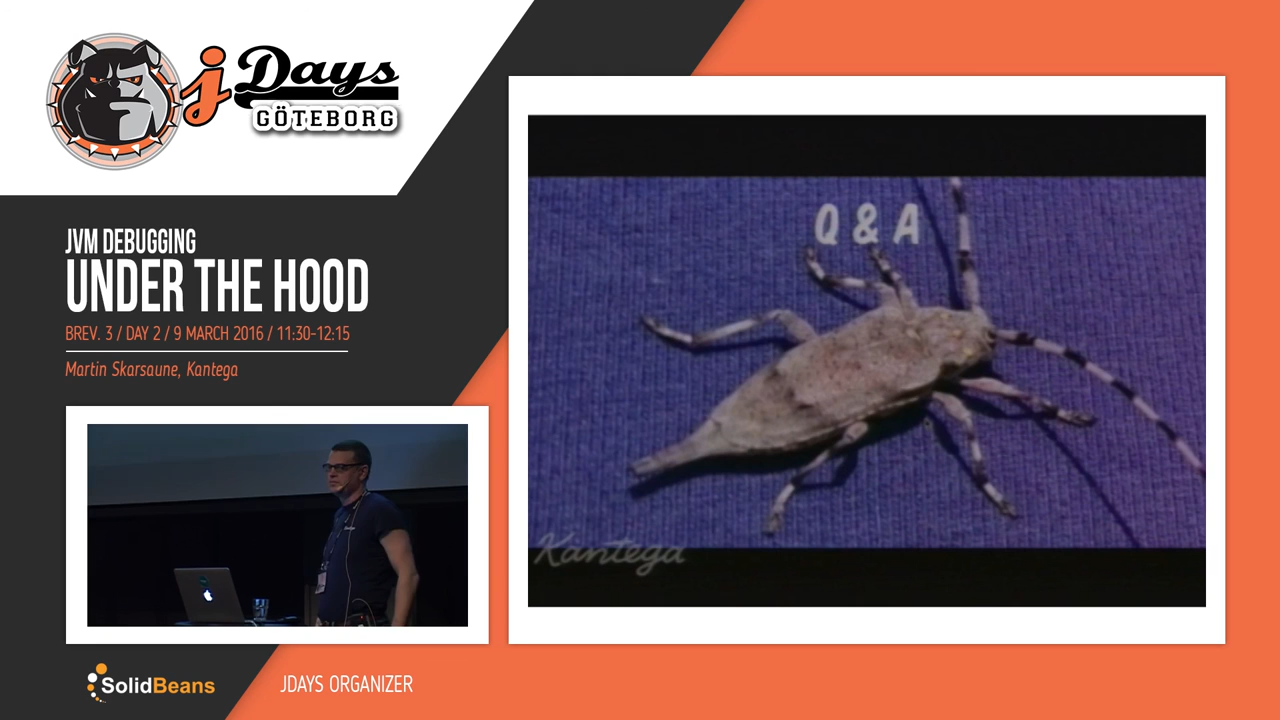 jDays
GÖTEBORG
JVM DEBUGGING
UNDER THE HOOD
BREV. 3 / DAY 2 / 9 MARCH 2016 / 11:30-12:15
Martin Skarsaune, Kantega
Q & A
Kantega
SolidBeans
JDAYS ORGANIZER